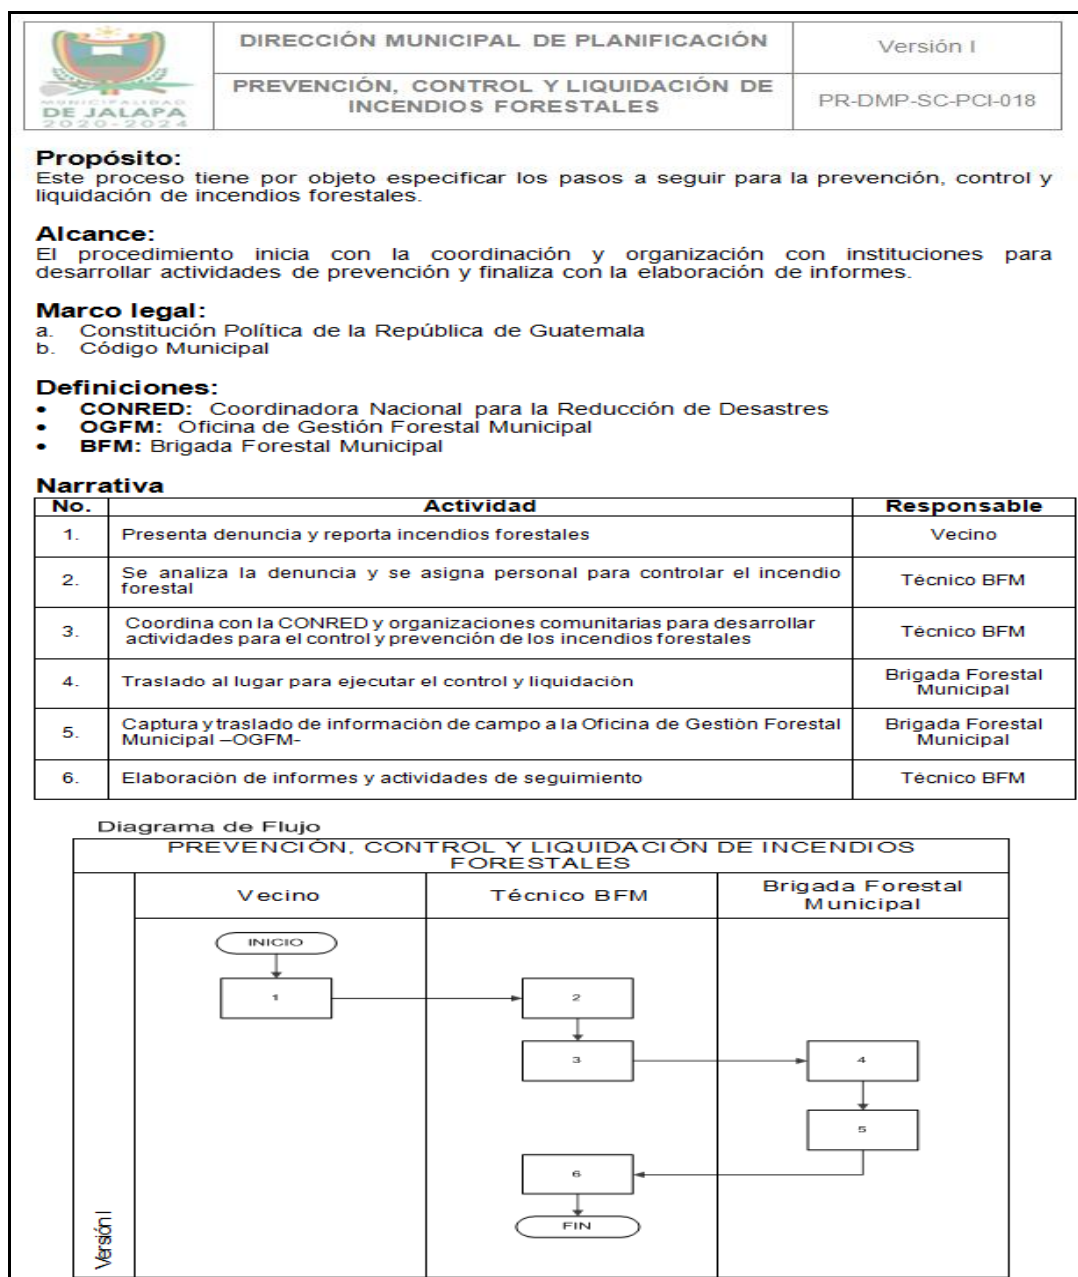 MUNICIPALIDAD
DE JALAPA
2020-2024
DIRECCIÓN MUNICIPAL DE PLANIFICACIÓN
Versión I
PREVENCIÓN, CONTROL Y LIQUIDACIÓN DE
INCENDIOS FORESTALES
PR-DMP-SC-PCI-018
Propósito:
Este proceso tiene por objeto especificar los pasos a seguir para la prevención, control y
liquidación de incendios forestales.
Alcance:
El procedimiento inicia con la coordinación y organización con instituciones para
desarrollar actividades de prevención y finaliza con la elaboración de informes.
Marco legal:
a. Constitución Política de la República de Guatemala
b. Código Municipal
Definiciones:
• CONRED: Coordinadora Nacional para la Reducción de Desastres
• OGFM: Oficina de Gestión Forestal Municipal
• BFM: Brigada Forestal Municipal
Narrativa
No. Actividad Responsable
1. Presenta denuncia y reporta incendios forestales Vecino
2. Se analiza la denuncia y se asigna personal para controlar el incendio
forestal
Técnico BFM
3. Coordina con la CONRED y organizaciones comunitarias para desarrollar
actividades para el control y prevención de los incendios forestales
Técnico BFM
4. Traslado al lugar para ejecutar el control y liquidación
Brigada Forestal
Municipal
5. Captura y traslado de información de campo a la Oficina de Gestión Forestal
Municipal –OGFM-
Brigada Forestal
Municipal
6. Elaboración de informes y actividades de seguimiento Técnico BFM
Diagrama de Flujo
PREVENCIÓN, CONTROL Y LIQUIDACIÓN DE INCENDIOS
FORESTALES
Vecino
Técnico BFM
Brigada Forestal
Municipal
INICIO
1
2
3
4
5
6
FIN
Versión I